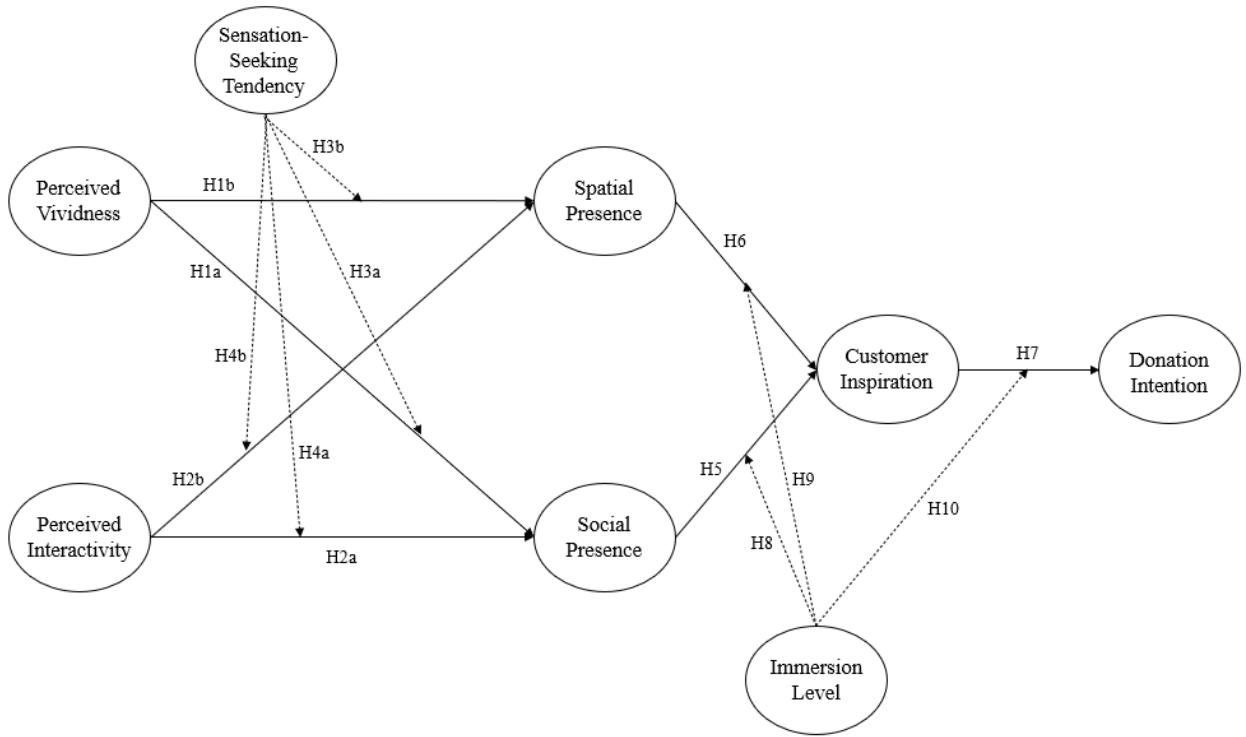 Sensation-
Seeking
Tendency
H3b
Perceived
Vividness
H1b
Spatial
Presence
H1a
H3a
H6
H4b
Customer
Inspiration
H7
Donation
Intention
H2b
H4a
H5
H9
H10
Perceived
Interactivity
H2a
Social
Presence
H8
Immersion
Level